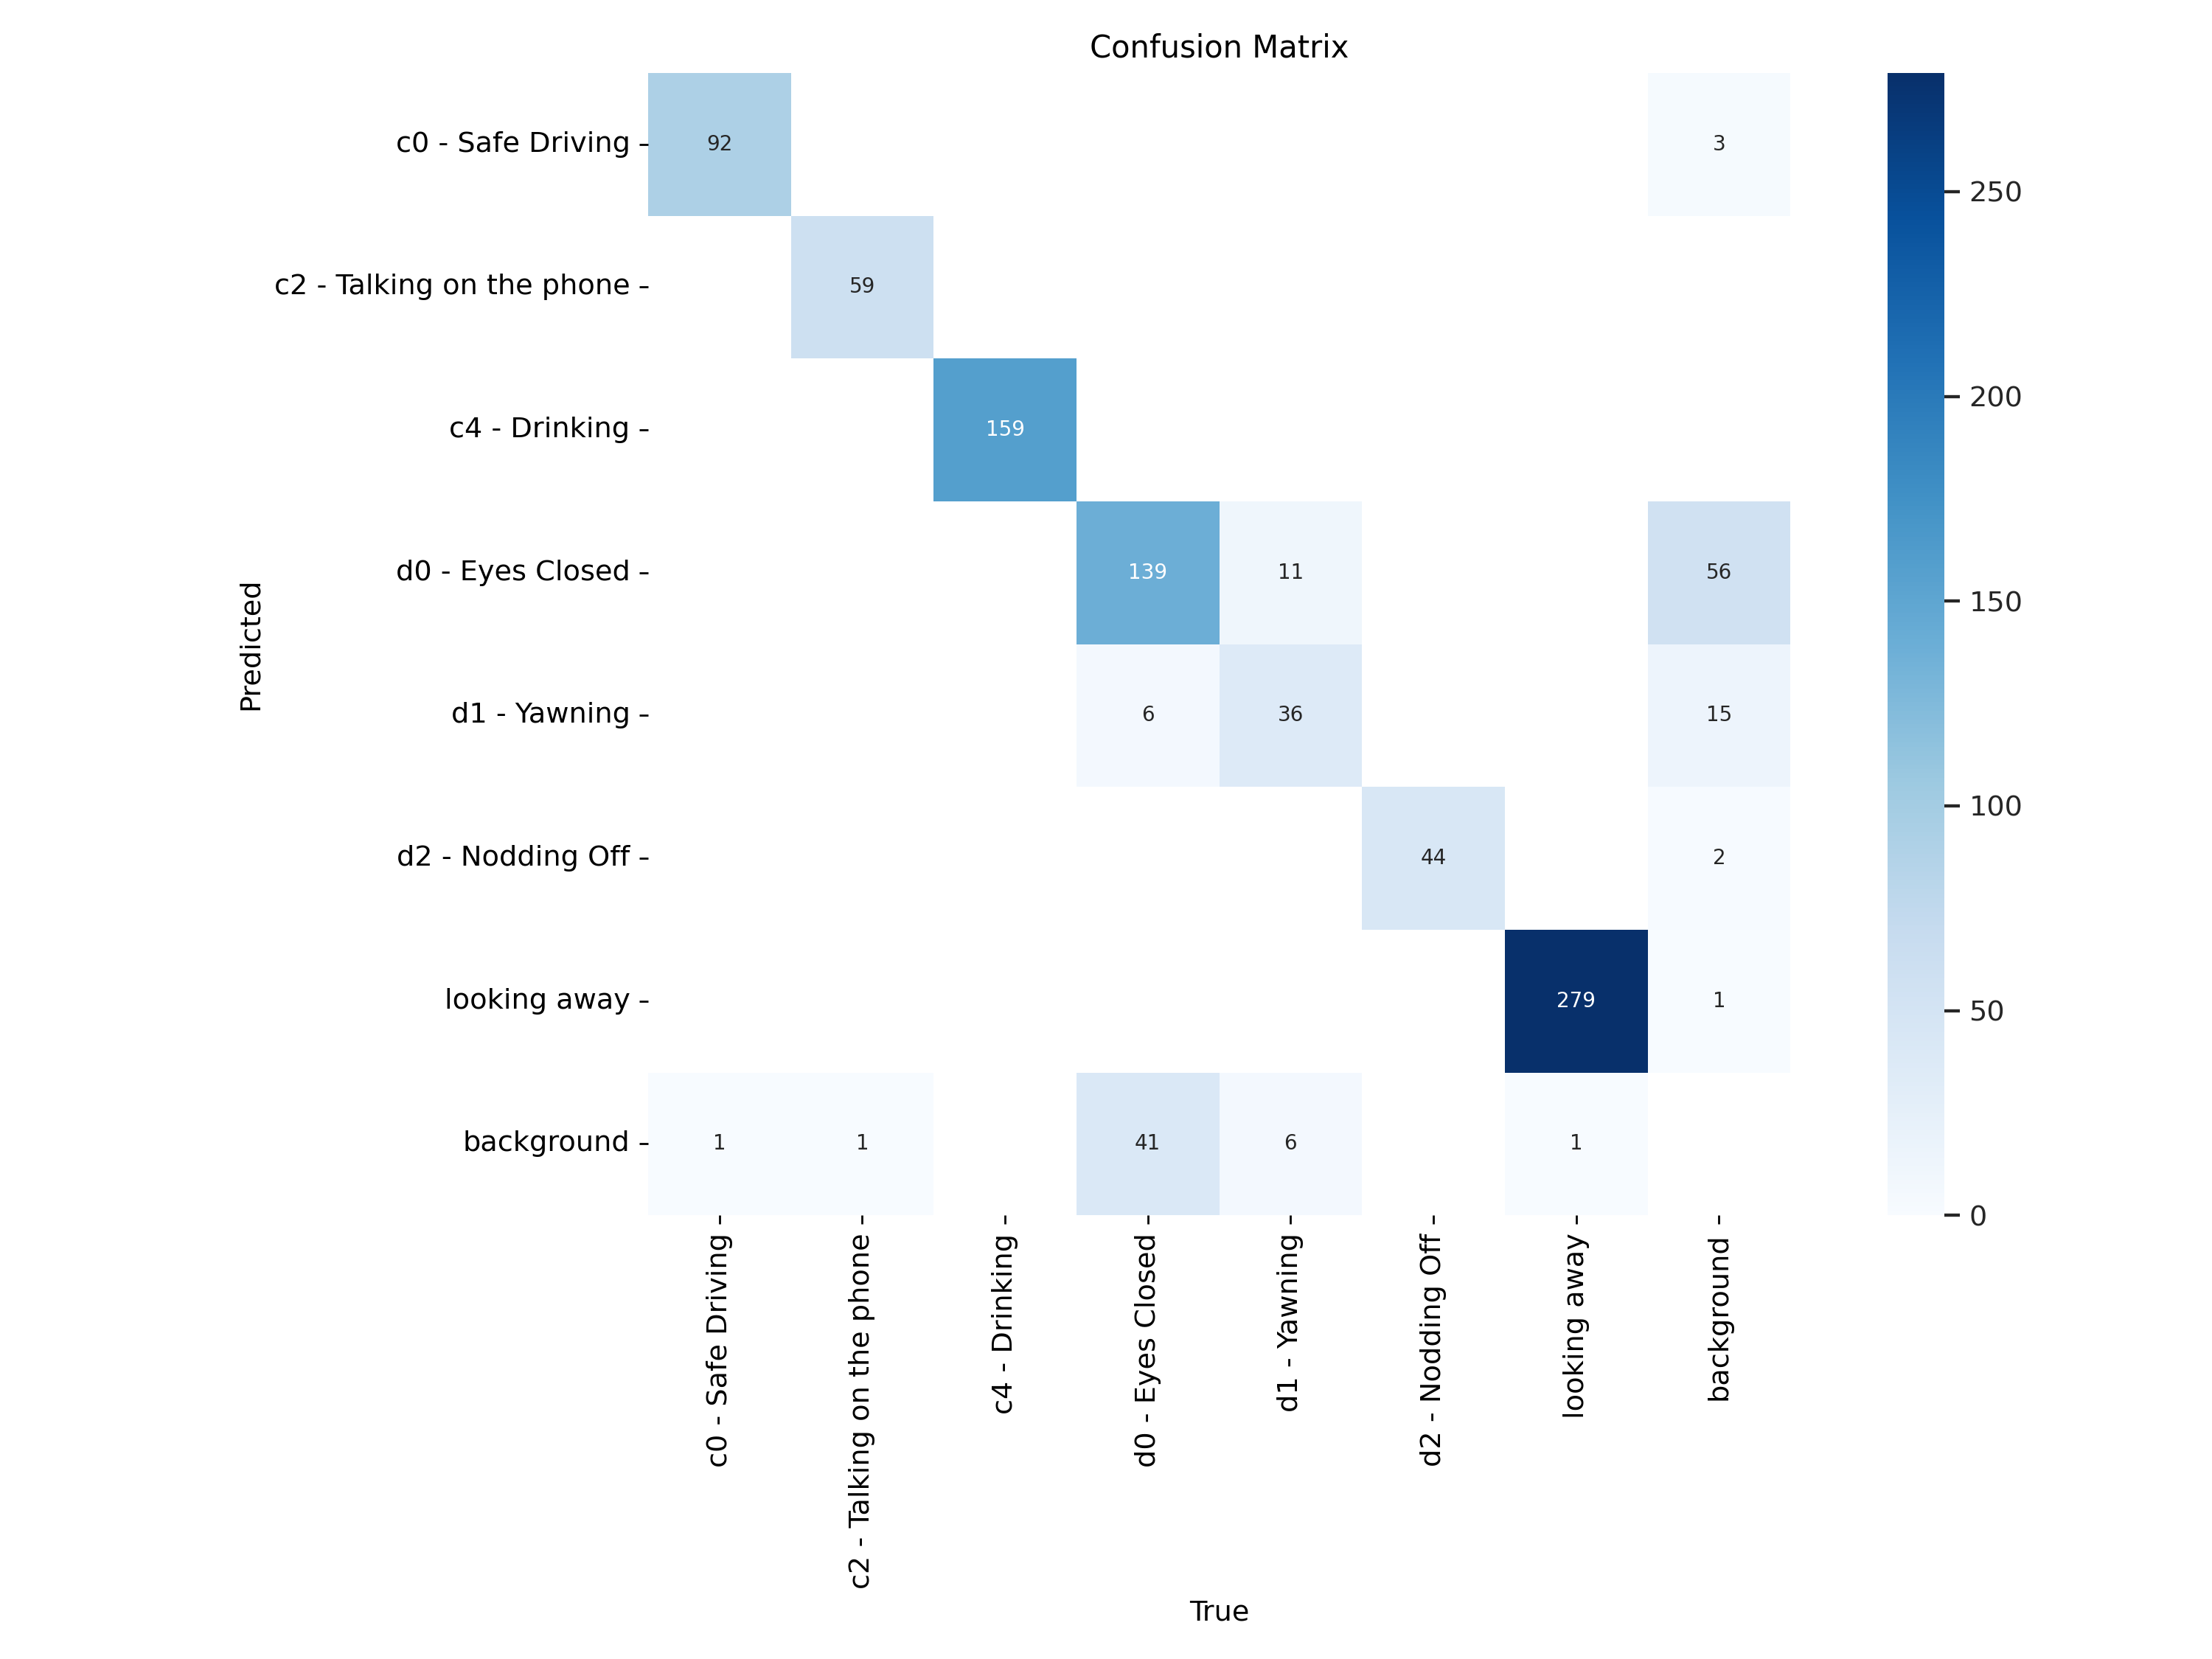 Confusion Matrix
c0 - Safe Driving
92
3
250
c2 - Talking on the phone
59
200
c4 - Drinking
159
150
d0 - Eyes Closed
139
11
56
Predicted
d1 - Yawning
6
36
15
100
d2 - Nodding Off
44
2
looking away
279
1
50
background
1
1
41
6
1
0
c0 - Safe Driving
c2 - Talking on the phone
c4 - Drinking
d0 - Eyes Closed
d1 - Yawning
d2 - Nodding Off
looking away
background
True